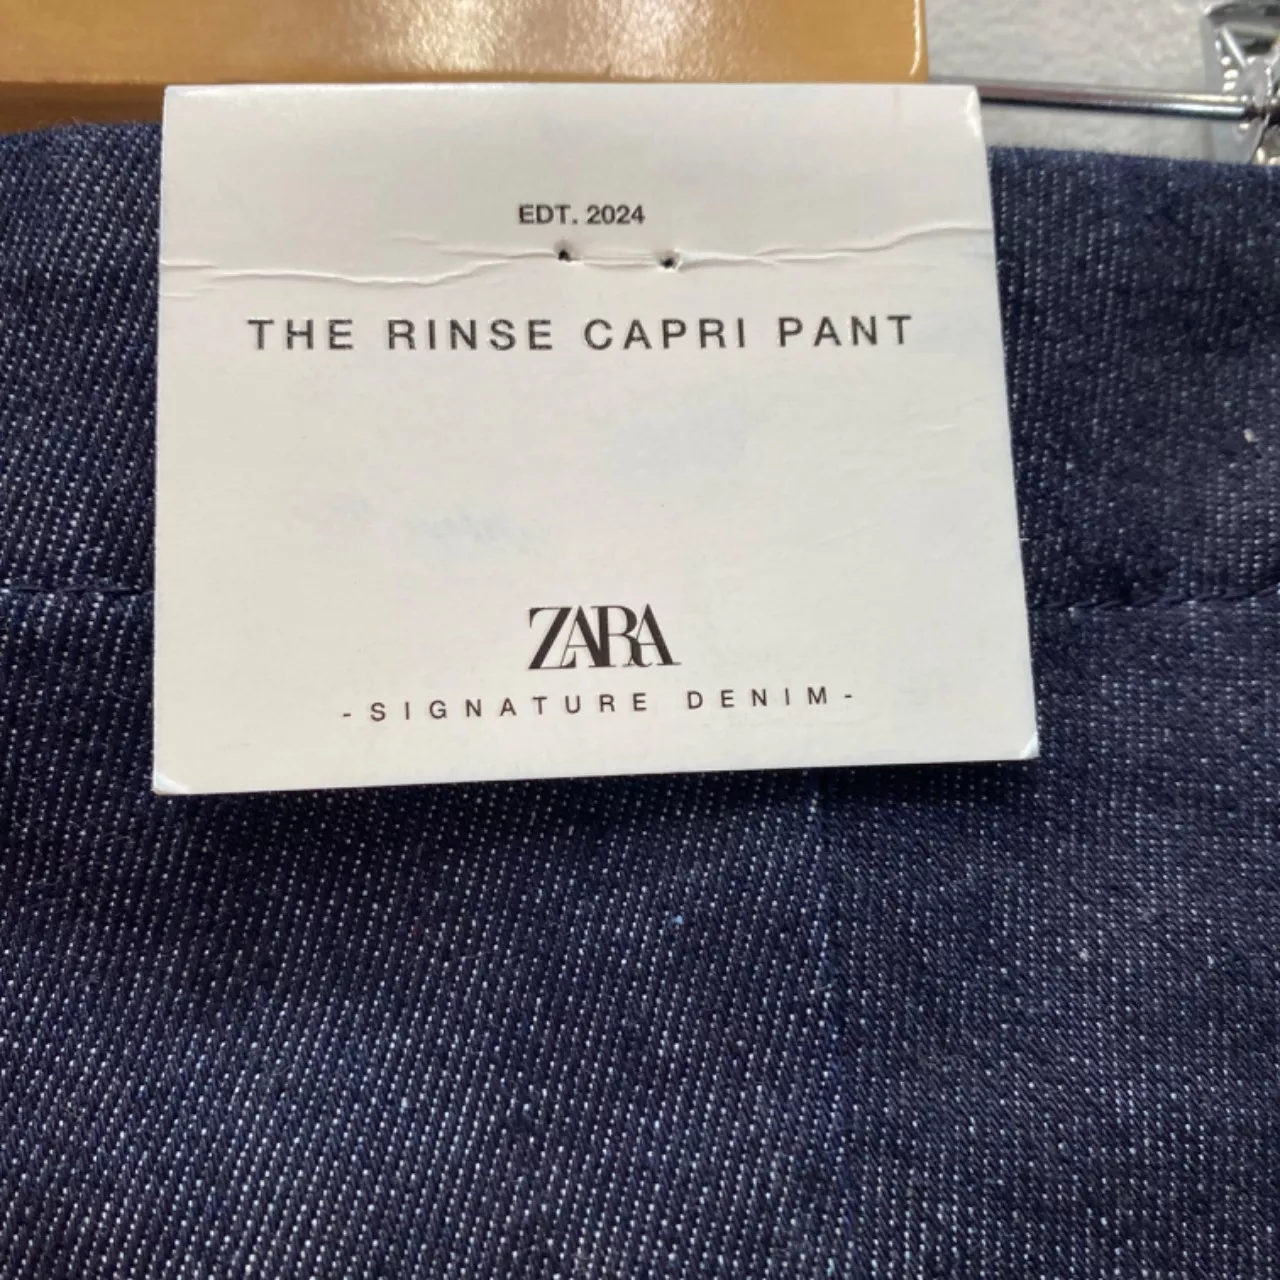 EDT. 2024
THE RINSE CAPRI PANT
ZARA
-SIGNATURE DENIM-